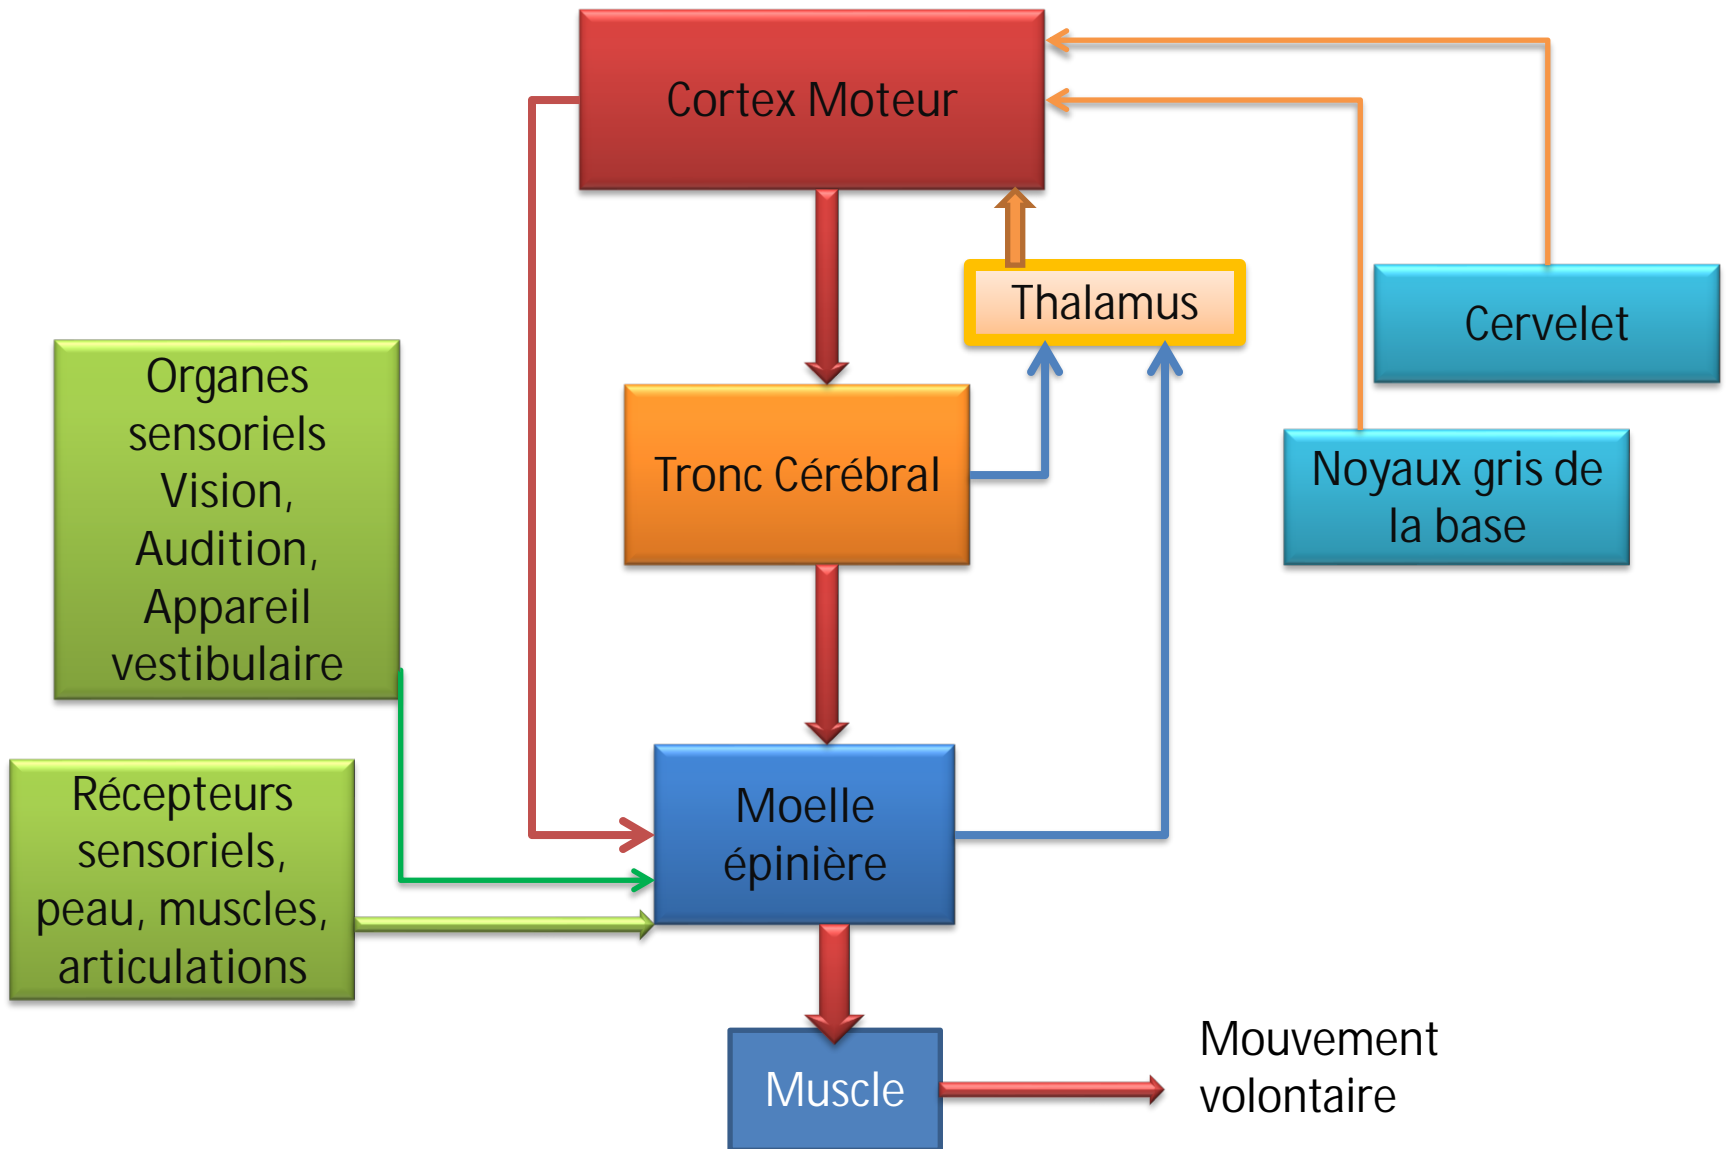 Cortex Moteur
Thalamus
Cervelet
Organes
sensoriels
Vision,
Audition,
Appareil
vestibulaire
Tronc Cérébral
Noyaux gris de
la base
Récepteurs
sensoriels,
peau, muscles,
articulations
Moelle
épinière
Muscle
Mouvement
volontaire